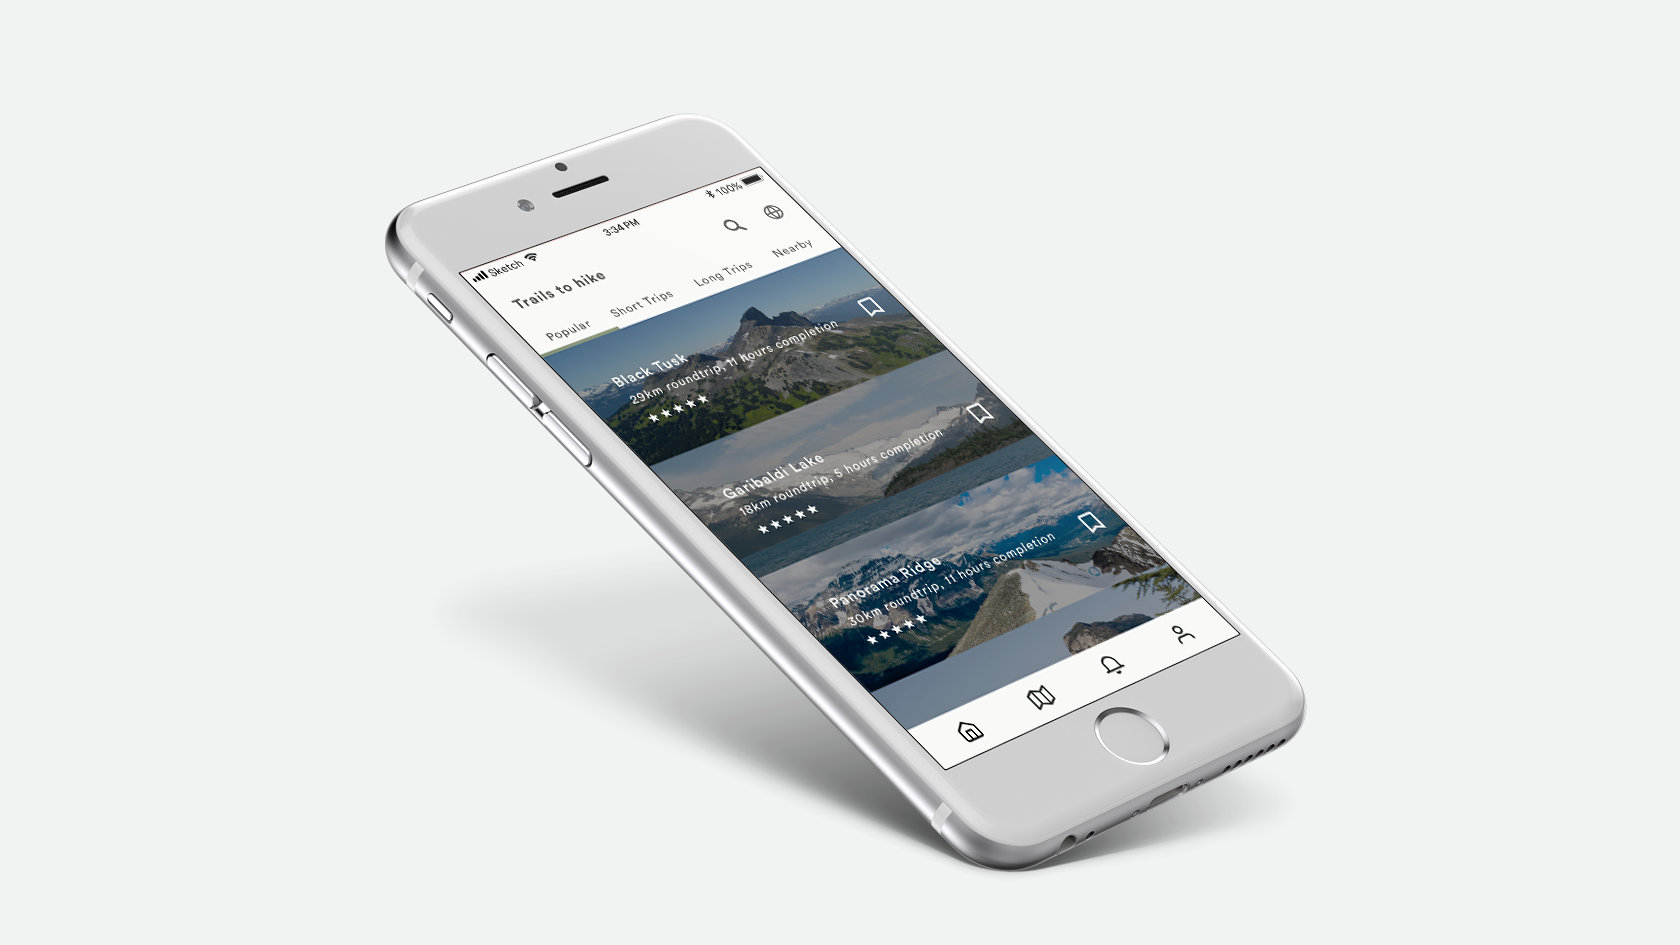 Sketch 3:34 PM 100%
Trails to hike
Popular Short Trips Long Trips Nearby
Black Tusk
29km roundtrip, 11 hours completion
Garibaldi Lake
18km roundtrip, 5 hours completion
Panorama Ridge
30km roundtrip, 11 hours completion